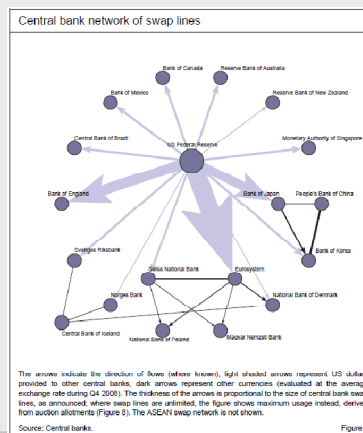 Central bank network of swap lines
Bank of Canada
Reserve Bank of Australia
Bank of Mexico
Reserve Bank of New Zealand
Central Bank of Brazil
US Federal Reserve
Monetary Authority of Singapore
Bank of England
Bank of Japan
People's Bank of China
Sveriges Riksbank
Bank of Korea
Swiss National Bank
Eurosystem
Norges Bank
National Bank of Denmark
Central Bank of Iceland
National Bank of Poland
Magyar Nemzeti Bank
The arrows indicate the direction of flows (where known), light shaded arrows represent US dollar
provided to other central banks, dark arrows represent other currencies (evaluated at the averag
exchange rate during Q4 2008). The thickness of the arrows is proportional to the size of central bank swa
lines, as announced; where swap lines are unlimited, the figure shows maximum usage instead, derive
from auction allotments (Figure 8). The ASEAN swap network is not shown.
Source: Central banks.
Figure